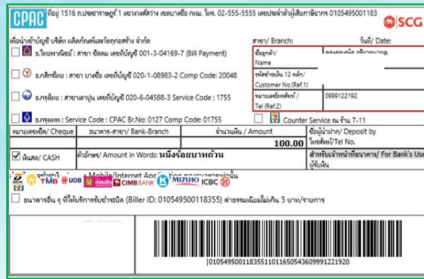 CPAC
ที่อยู่ 1516 ถ.ประชาราษฎร์ 1 แขวงวงศ์สว่าง เขตบางซื่อ กทม. โทร. 02-555-5555 เลขประจำตัวผู้เสียภาษีอากร 0105495001183
SCG
เพื่อนำเข้าบัญชี บริษัท ผลิตภัณฑ์และวัตถุก่อสร้าง จำกัด
สาขา/ Branch:
วันที่/ Date:
ธ.ไทยพาณิชย์ : สาขา ชิดลม เลขที่บัญชี 001-3-04169-7 (Bill Payment)
ชื่อลูกค้า/
Name
ธ.กสิกรไทย : สาขา บางซื่อ เลขที่บัญชี 020-1-08983-2 Comp Code: 20048
รหัสชำระเงิน 12 หลัก/
Customer No.(Ref.1)
ธ.กรุงเทพ : สาขาเตาปูน เลขที่บัญชี 020-6-04588-3 Service Code : 1755
หมายเลขโทรศัพท์ /
Tel (Ref.2)
0999122192
ธ.กรุงไทย : Service Code : CPAC Br.No: 0127 Comp Code: 01755
Counter Service ณ ร้าน 7-11
หมายเลขเช็ค/ Cheque
ธนาคาร-สาขา/ Bank-Branch
จำนวนเงิน / Amount
ชื่อผู้นำฝาก/ Deposit by
100.00
โทรศัพท์/Tel No.
เงินสด/ CASH
ตัวอักษร/ Amount in Words: หนึ่งร้อยบาทถ้วน
สำหรับเจ้าหน้าที่ธนาคาร/ For Bank's Use
ผู้รับเงิน
TMB UOB ออมสิน CIMB BANK MIZUHO ICBC
ธนาคารอื่น ๆ ที่ให้บริการรับชำระบิล (Biller ID: 010549500118355) ค่าธรรมเนียมไม่เกิน 5 บาท/รายการ